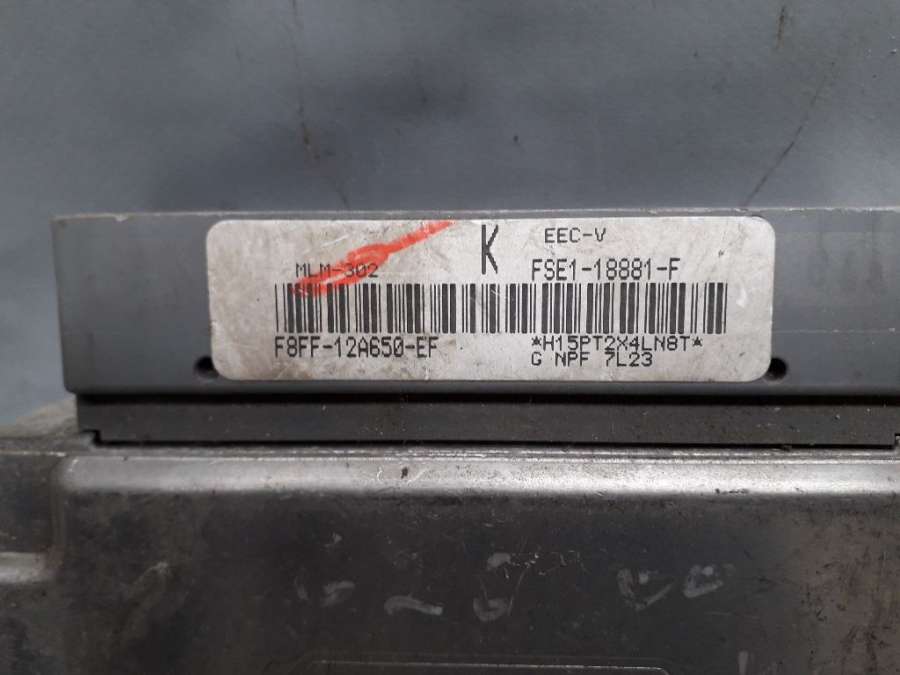 K
EEC-V
MLM-302
FSE1-18881-F
F8FF-12A650-EF
*H15PT2X4LN8T*
G NPF 7L23